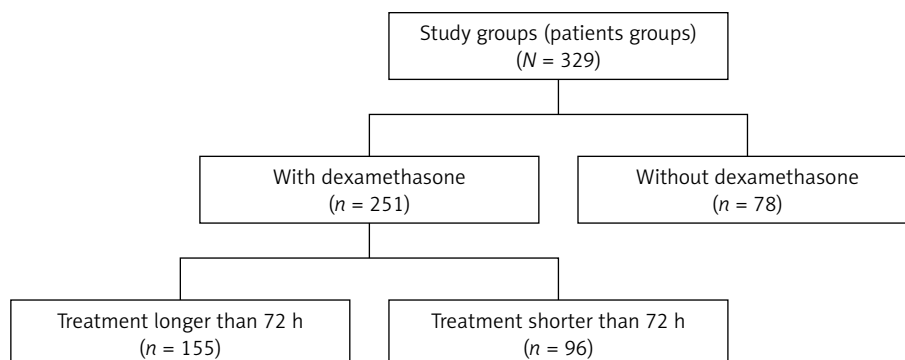 Study groups (patients groups)
(N = 329)
With dexamethasone
(n = 251)
Without dexamethasone
(n = 78)
Treatment longer than 72 h
(n = 155)
Treatment shorter than 72 h
(n = 96)